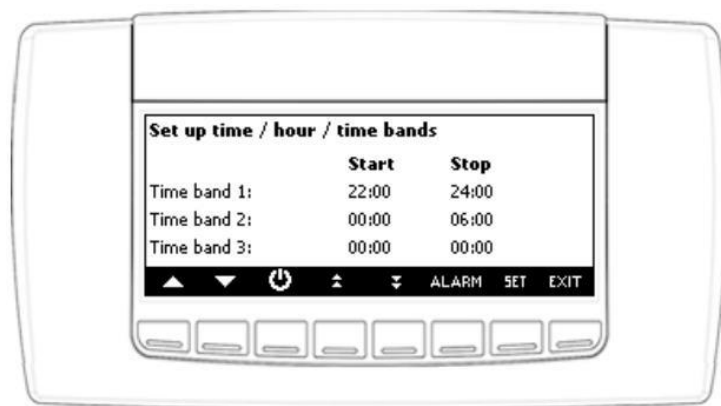 Set up time / hour / time bands
Start Stop
Time band 1: 22:00 24:00
Time band 2: 00:00 06:00
Time band 3: 00:00 00:00
ALARM SET EXIT